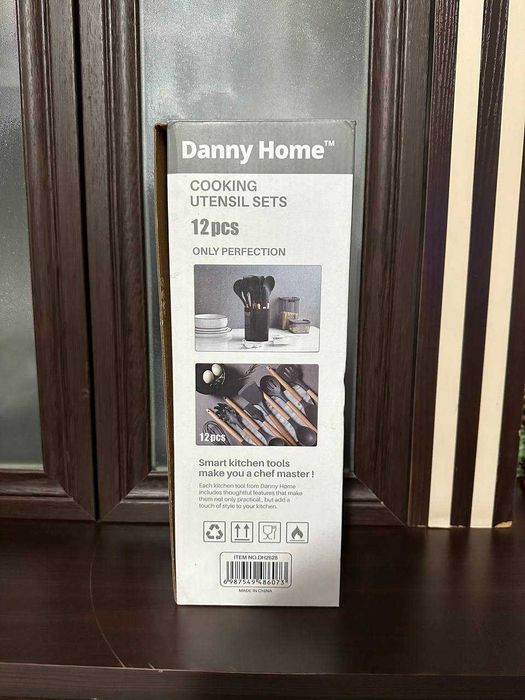 Danny Home™
COOKING
UTENSIL SETS
12pcs
ONLY PERFECTION
12pcs
Smart kitchen tools
make you a chef master !
Each kitchen tool from Danny Home
includes thoughtful features that make
them not only practical, but add a
touch of style to your kitchen.
ITEM NO.DH2628
6987549486073
MADE IN CHINA